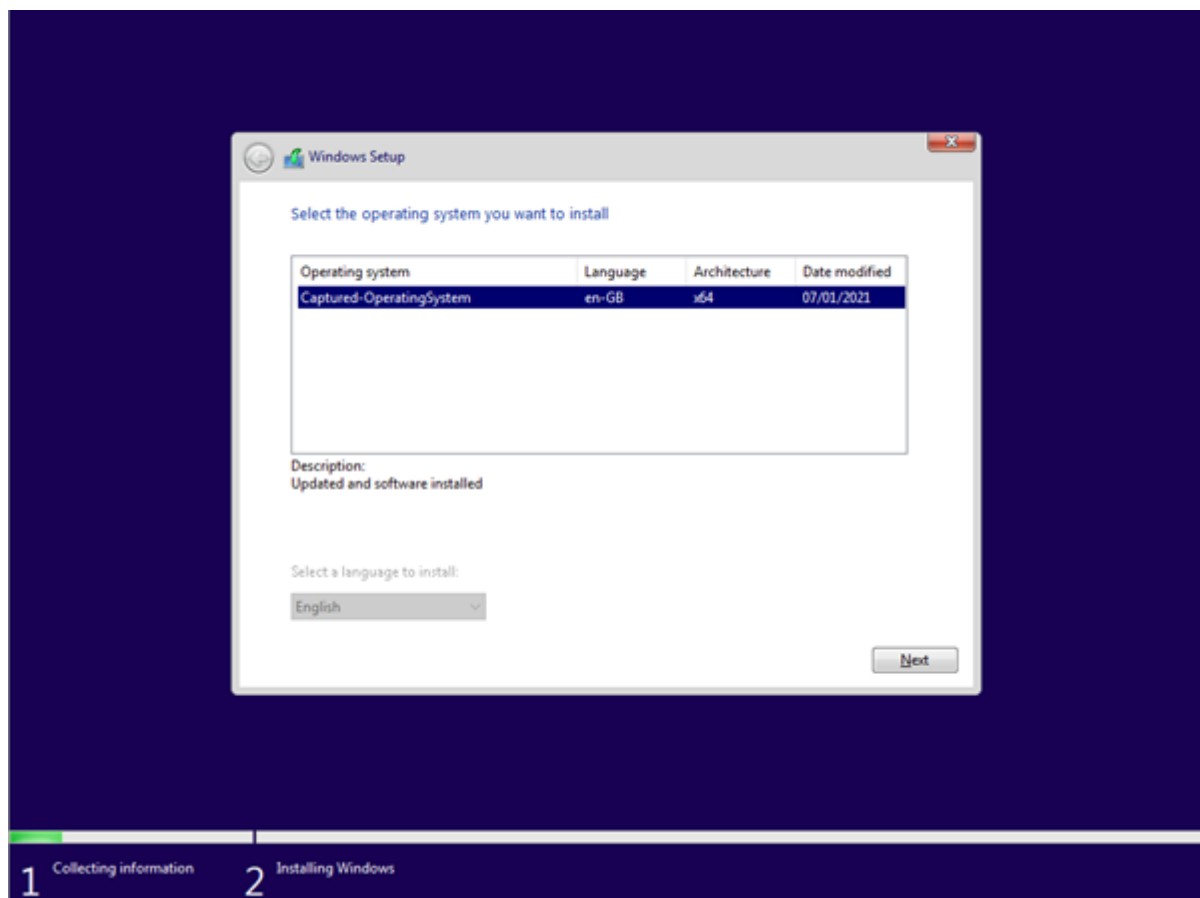 Windows Setup
Select the operating system you want to install
Operating system Language Architecture Date modified
Captured-OperatingSystem en-GB x64 07/01/2021
Description:
Updated and software installed
Select a language to install:
English
Next
1 Collecting information 2 Installing Windows